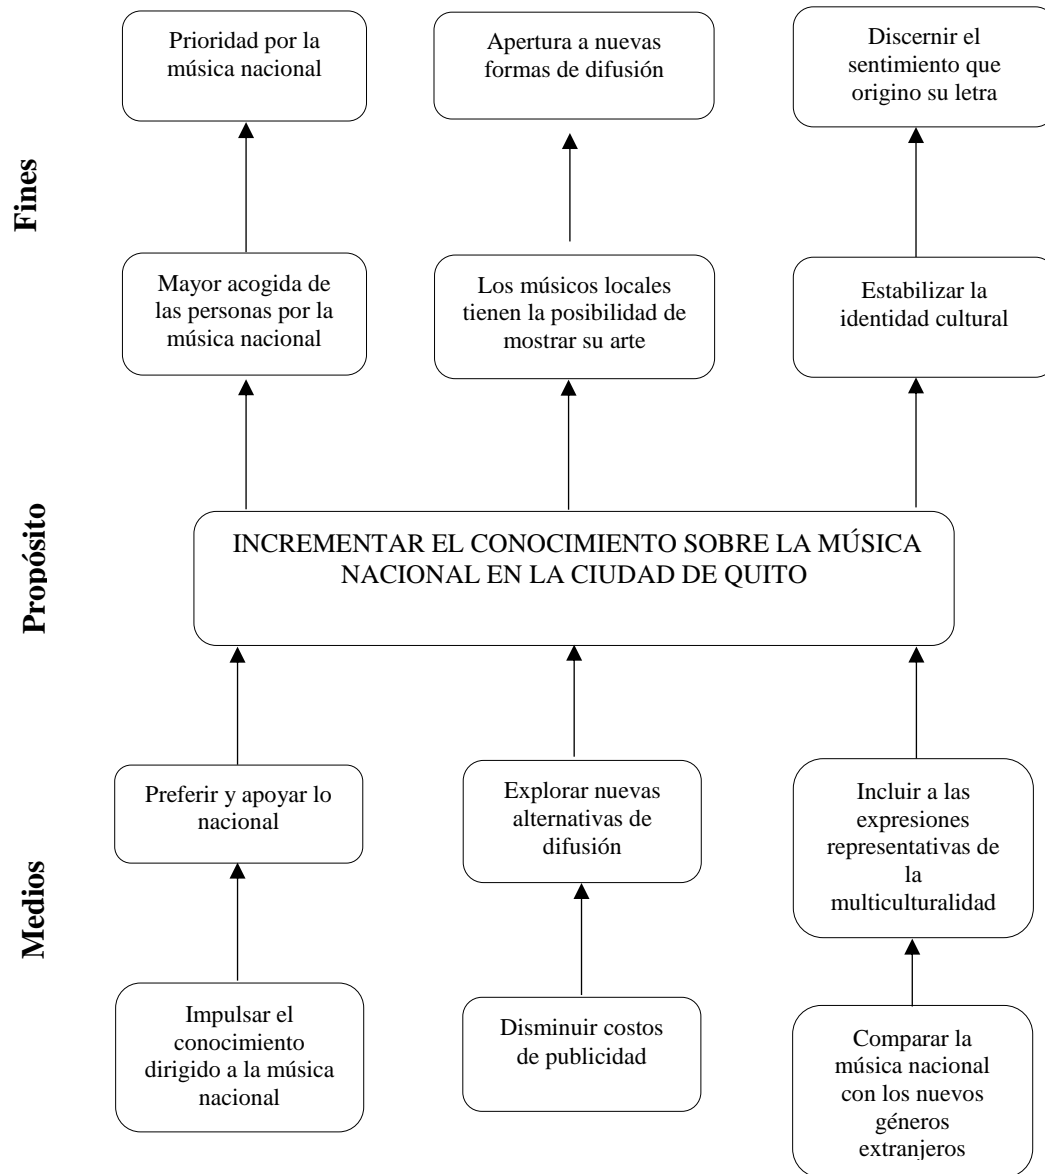 Prioridad por la
música nacional
Apertura a nuevas
formas de difusión
Discernir el
sentimiento que
origino su letra
Fines
Mayor acogida de
las personas por la
música nacional
Los músicos locales
tienen la posibilidad de
mostrar su arte
Estabilizar la
identidad cultural
Propósito
INCREMENTAR EL CONOCIMIENTO SOBRE LA MÚSICA
NACIONAL EN LA CIUDAD DE QUITO
Medios
Preferir y apoyar lo
nacional
Explorar nuevas
alternativas de
difusión
Incluir a las
expresiones
representativas de
la
multiculturalidad
Impulsar el
conocimiento
dirigido a la música
nacional
Disminuir costos
de publicidad
Comparar la
música nacional
con los nuevos
géneros
extranjeros